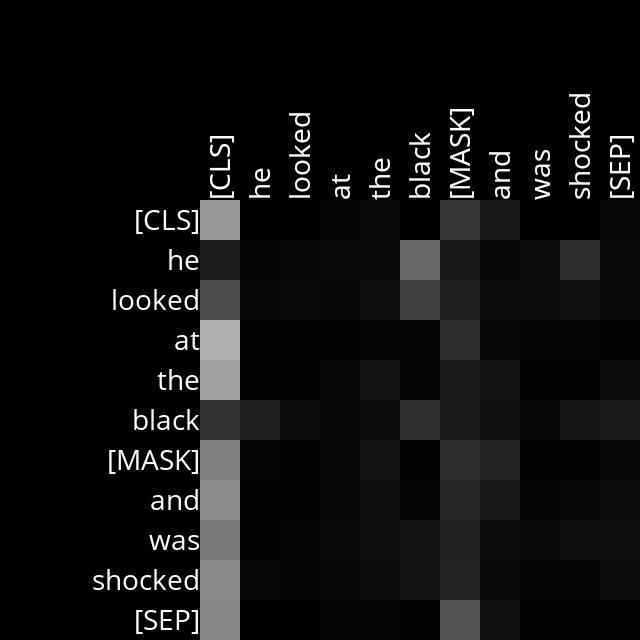 [CLS] he looked at the black [MASK] and was shocked [SEP]
[CLS]
he
looked
at
the
black
[MASK]
and
was
shocked
[SEP]